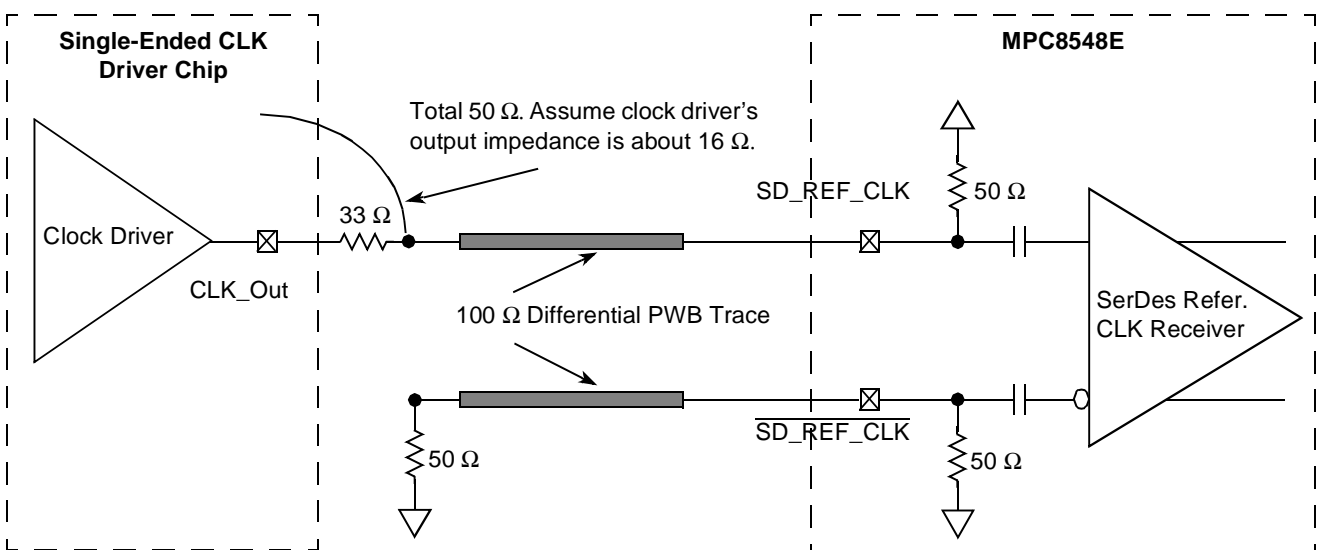 Single-Ended CLK
Driver Chip
MPC8548E
Total 50 Ω. Assume clock driver's
output impedance is about 16 Ω.
SD_REF_CLK
50 Ω
33 Ω
Clock Driver
CLK_Out
100 Ω Differential PWB Trace
SerDes Refer.
CLK Receiver
SD_REF_CLK
50 Ω
50 Ω